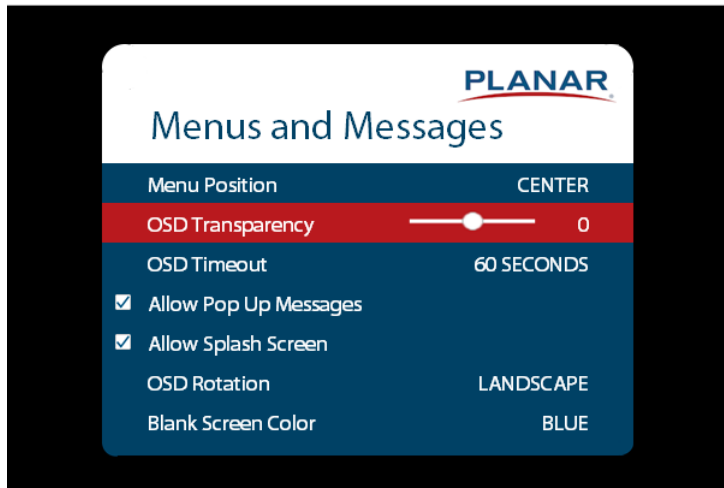 PLANAR
Menus and Messages
Menu Position CENTER
OSD Transparency 0
OSD Timeout 60 SECONDS
Allow Pop Up Messages
Allow Splash Screen
OSD Rotation LANDSCAPE
Blank Screen Color BLUE